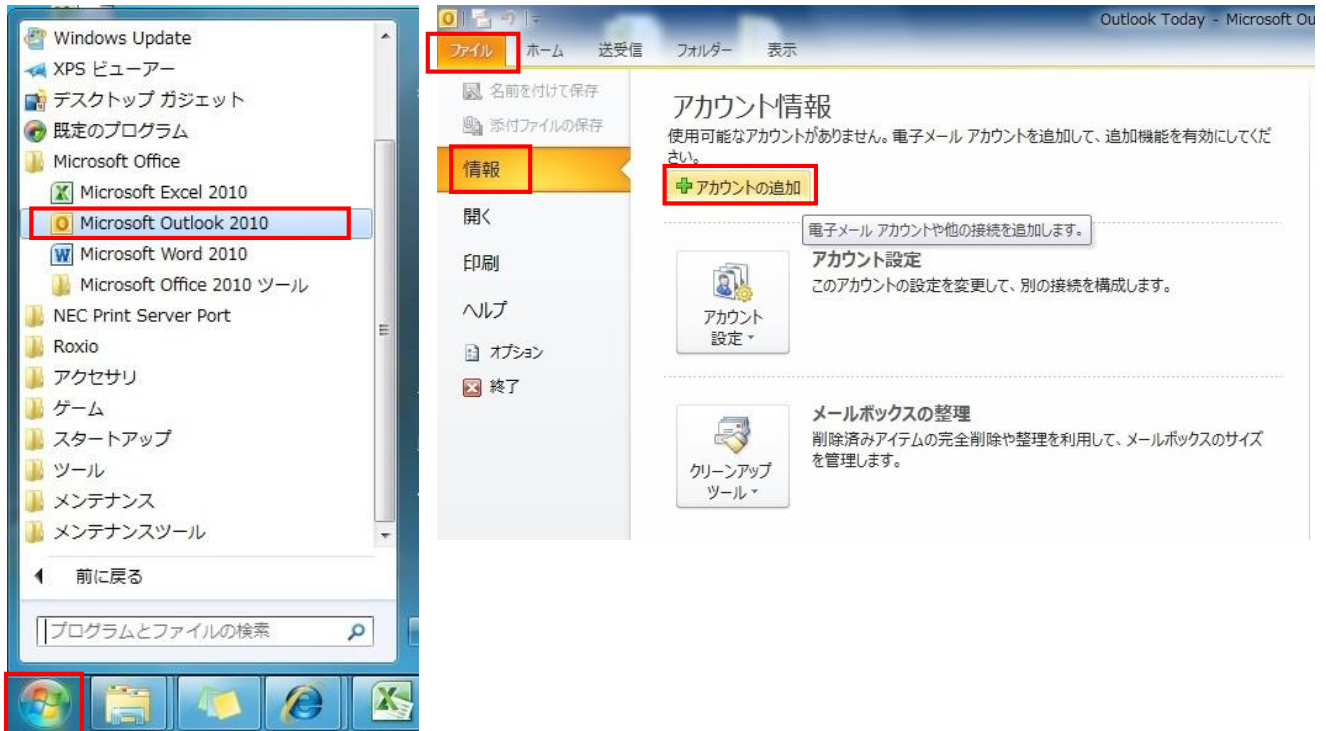 Windows Update
XPS ビューアー
デスクトップ ガジェット
既定のプログラム
Microsoft Office
Microsoft Excel 2010
Microsoft Outlook 2010
Microsoft Word 2010
Microsoft Office 2010 ツール
NEC Print Server Port
Roxio
アクセサリ
ゲーム
スタートアップ
ツール
メンテナンス
メンテナンスツール
前に戻る
プログラムとファイルの検索
Outlook Today - Microsoft Ou
ファイル ホーム 送受信 フォルダー 表示
名前を付けて保存
添付ファイルの保存
情報
開く
印刷
ヘルプ
オプション
終了
アカウント情報
使用可能なアカウントがありません。電子メール アカウントを追加して、追加機能を有効にしてくだ
さい。
アカウントの追加
電子メール アカウントや他の接続を追加します。
アカウント
設定
アカウント設定
このアカウントの設定を変更して、別の接続を構成します。
クリーンアップ
ツール
メールボックスの整理
削除済みアイテムの完全削除や整理を利用して、メールボックスのサイズ
を管理します。